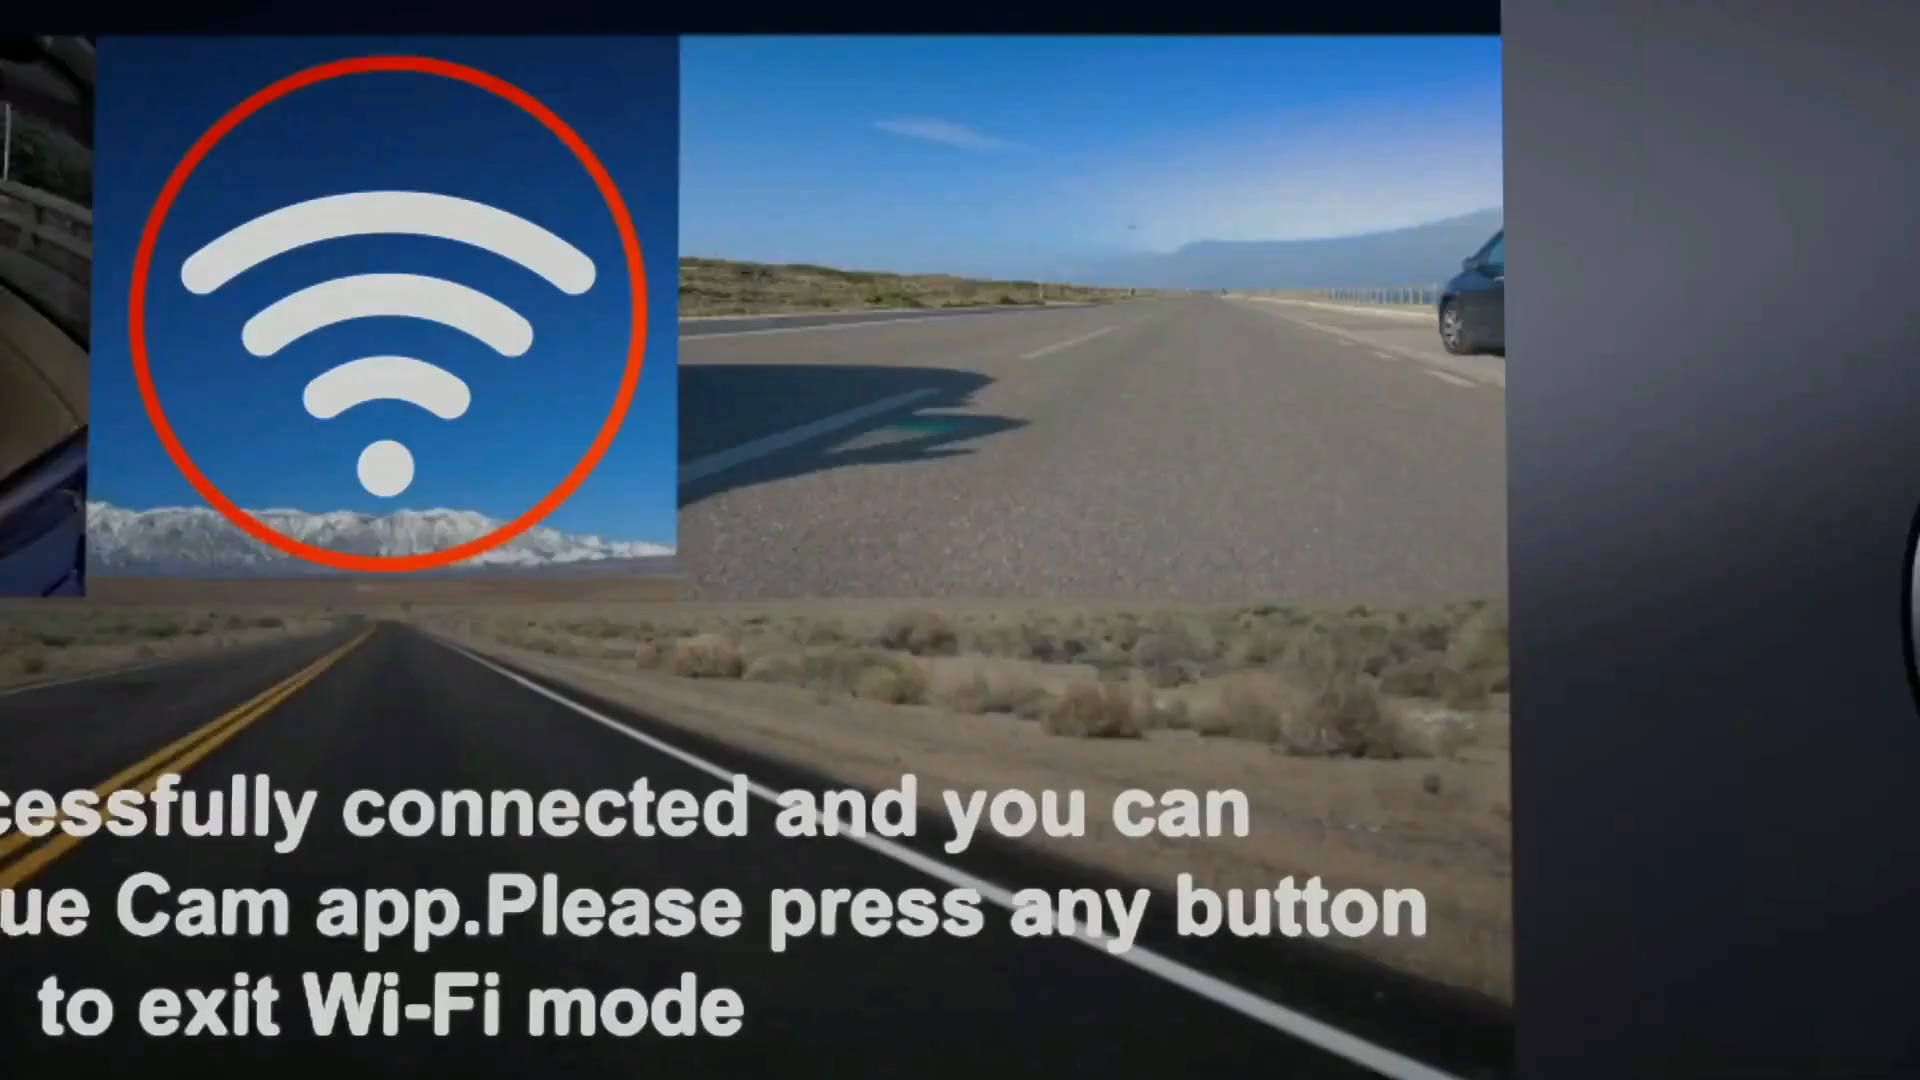 cessfully connected and you can
ue Cam app.Please press any button
to exit Wi-Fi mode